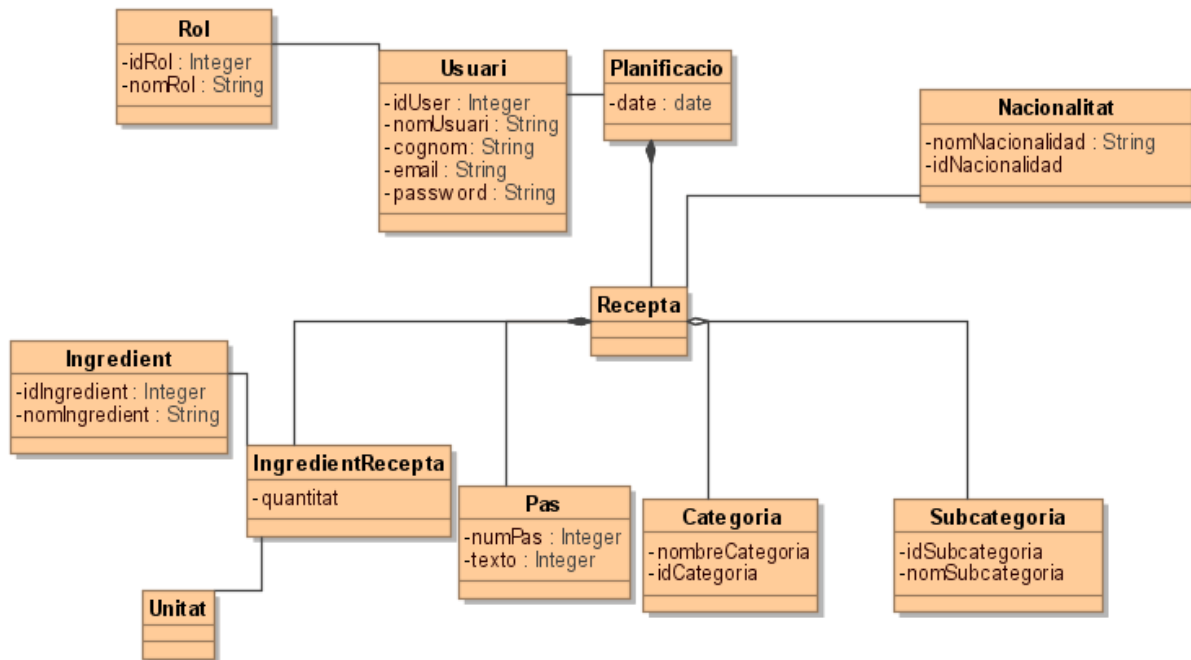 Rol
-idRol : Integer
-nomRol : String
Usuari
-idUser : Integer
-nomUsuari : String
-cognom : String
-email : String
-password : String
Planificacio
-date : date
Nacionalitat
-nomNacionalidad : String
-idNacionalidad
Recepta
Ingredient
-idIngredient : Integer
-nomIngredient : String
IngredientRecepta
-quantitat
Pas
-numPas : Integer
-texto : Integer
Categoria
-nombreCategoria
-idCategoria
Subcategoria
-idSubcategoria
-nomSubcategoria
Unitat